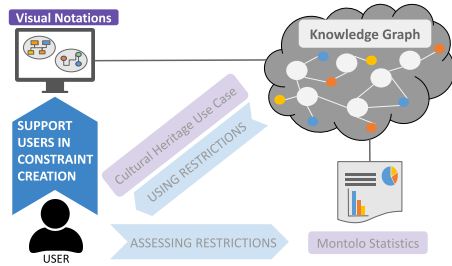 Visual Notations
Knowledge Graph
Cultural Heritage Use Case
USING RESTRICTIONS
SUPPORT
USERS IN
CONSTRAINT
CREATION
USER
ASSESSING RESTRICTIONS
Montolo Statistics